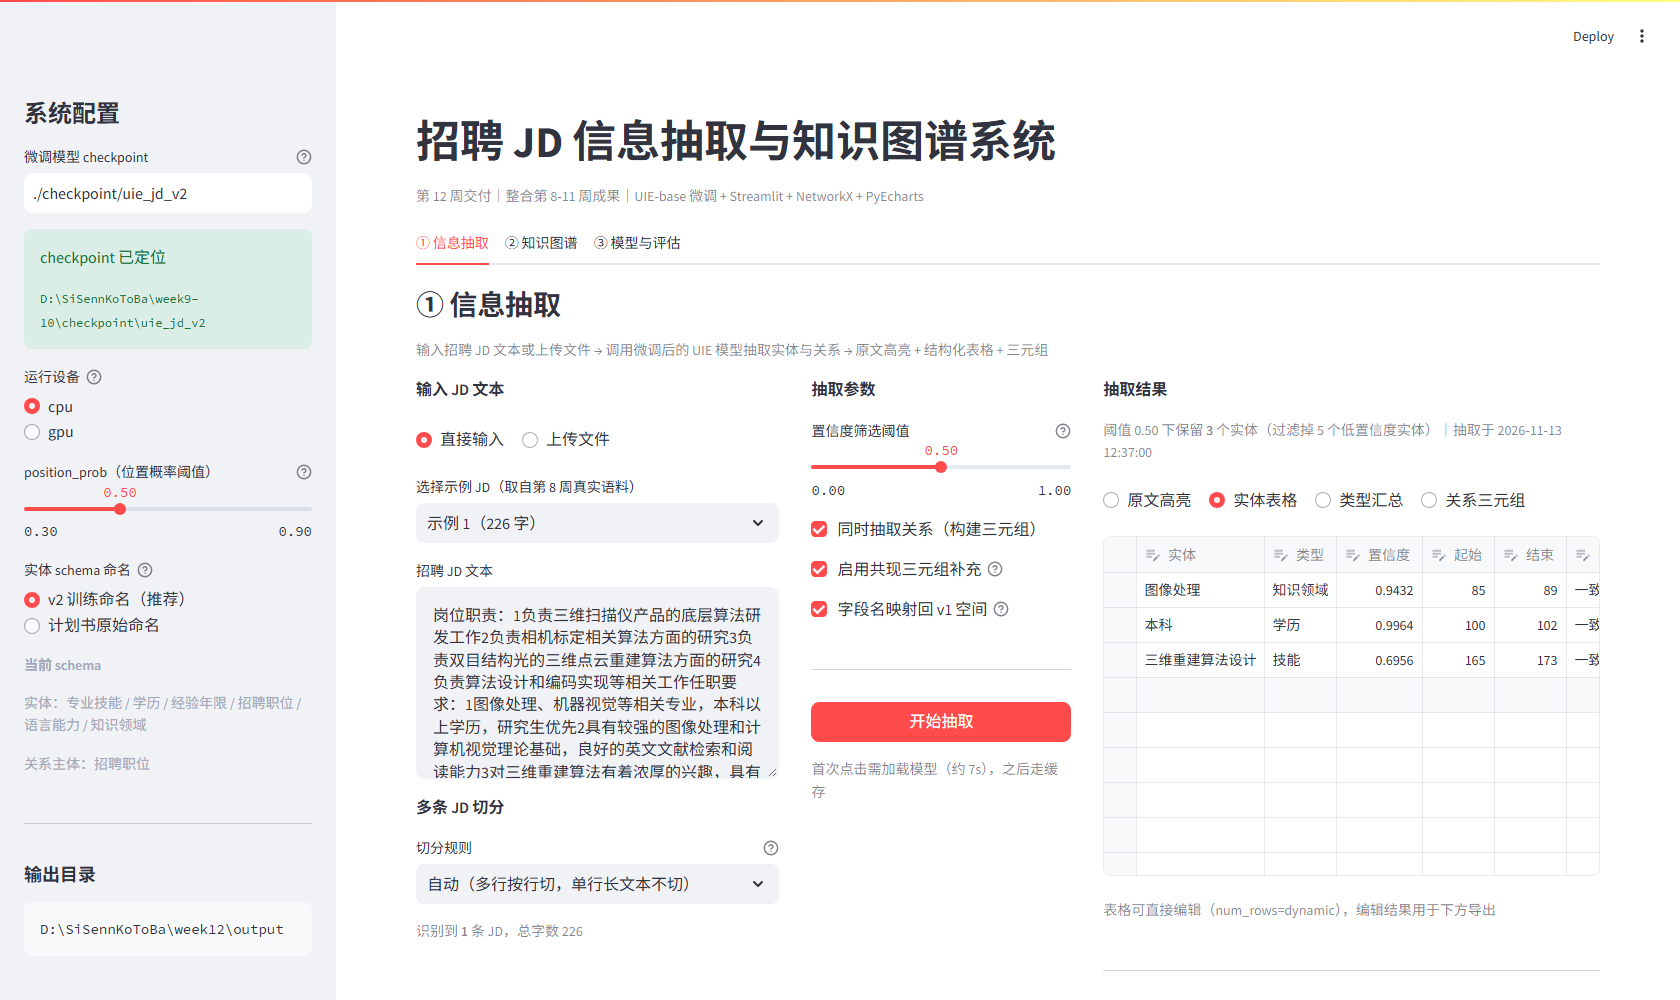 Deploy
系统配置
微调模型 checkpoint
./checkpoint/uie_jd_v2
checkpoint 已定位
D:\SiSennKoToBa\week9-
10\checkpoint\uie_jd_v2
运行设备
cpu
gpu
position_prob（位置概率阈值）
0.50
0.30 0.90
实体 schema 命名
v2 训练命名（推荐）
计划书原始命名
当前 schema
实体：专业技能 / 学历 / 经验年限 / 招聘职位 /
语言能力 / 知识领域
关系主体：招聘职位
输出目录
D:\SiSennKoToBa\week12\output
招聘 JD 信息抽取与知识图谱系统
第 12 周交付｜整合第 8-11 周成果｜UIE-base 微调 + Streamlit + NetworkX + PyEcharts
① 信息抽取 ② 知识图谱 ③ 模型与评估
① 信息抽取
输入招聘 JD 文本或上传文件 → 调用微调后的 UIE 模型抽取实体与关系 → 原文高亮 + 结构化表格 + 三元组
输入 JD 文本
直接输入 上传文件
选择示例 JD（取自第 8 周真实语料）
示例 1（226 字）
招聘 JD 文本
岗位职责：1负责三维扫描仪产品的底层算法研
发工作2负责相机标定相关算法方面的研究3负
责双目结构光的三维点云重建算法方面的研究4
负责算法设计和编码实现等相关工作任职要
求：1图像处理、机器视觉等相关专业，本科以
上学历，研究生优先2具有较强的图像处理和计
算机视觉理论基础，良好的英文文献检索和阅
读能力3对三维重建算法有着浓厚的兴趣，具有
多条 JD 切分
切分规则
自动（多行按行切，单行长文本不切）
识别到 1 条 JD，总字数 226
抽取参数
置信度筛选阈值
0.50
0.00 1.00
同时抽取关系（构建三元组）
启用共现三元组补充
字段名映射回 v1 空间
开始抽取
首次点击需加载模型（约 7s），之后走缓
存
抽取结果
阈值 0.50 下保留 3 个实体（过滤掉 5 个低置信度实体）｜抽取于 2026-11-13
12:37:00
原文高亮 实体表格 类型汇总 关系三元组
实体 类型 置信度 起始 结束
图像处理 知识领域 0.9432 85 89 一致
本科 学历 0.9964 100 102 一致
三维重建算法设计 技能 0.6956 165 173 一致
表格可直接编辑（num_rows=dynamic），编辑结果用于下方导出